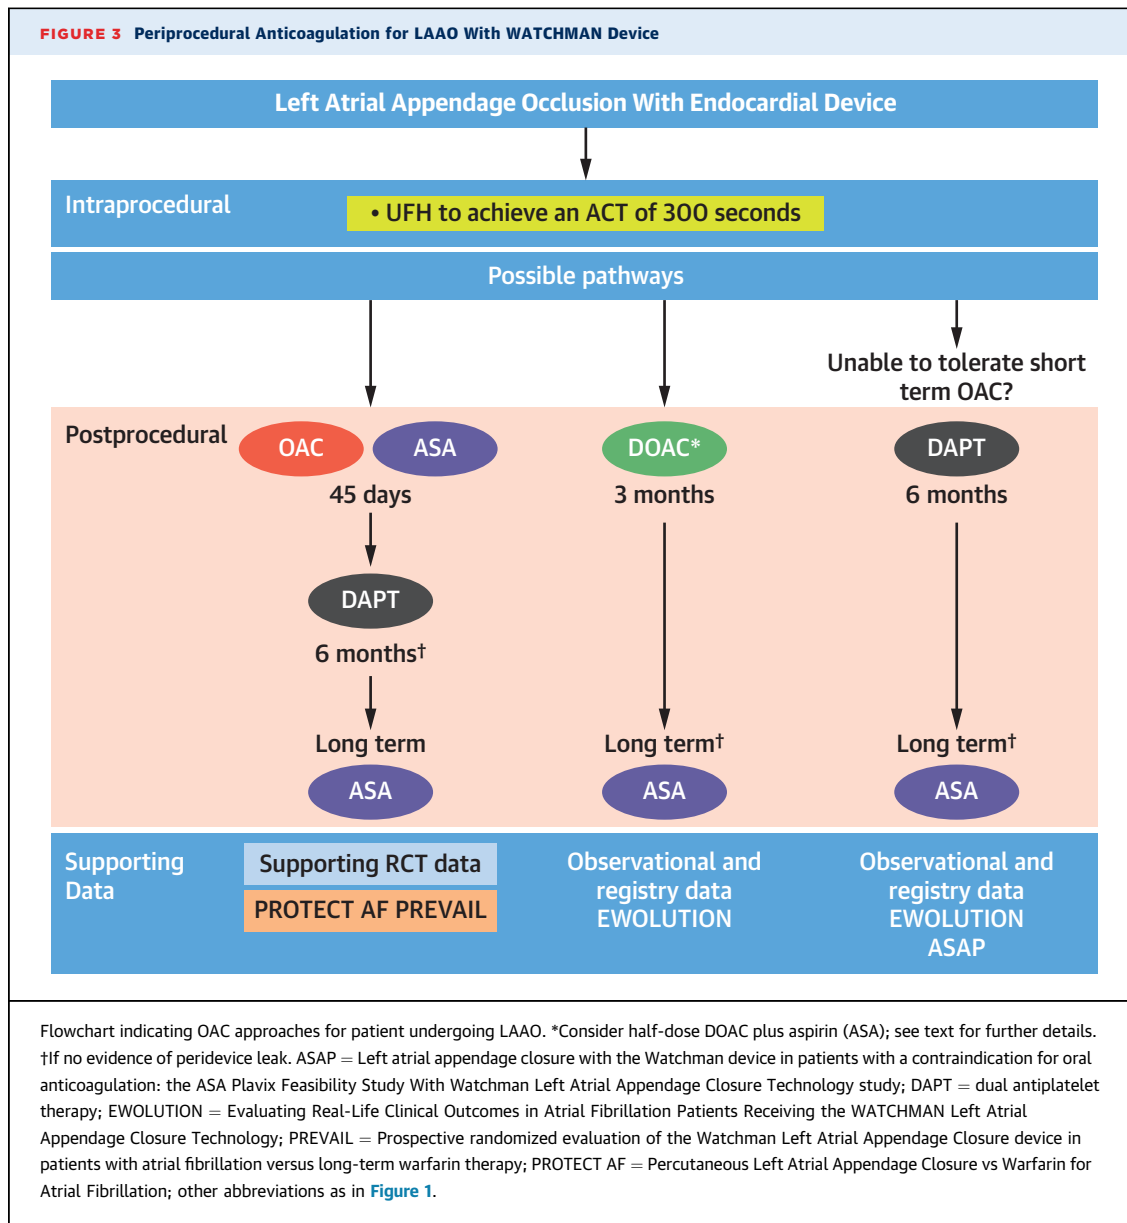 FIGURE 3 Periprocedural Anticoagulation for LAAO With WATCHMAN Device
Left Atrial Appendage Occlusion With Endocardial Device
Intraprocedural
• UFH to achieve an ACT of 300 seconds
Possible pathways
Unable to tolerate short
term OAC?
Postprocedural
OAC
ASA
45 days
DAPT
6 months†
Long term
ASA
DOAC*
3 months
Long term†
ASA
DAPT
6 months
Long term†
ASA
Supporting
Data
Supporting RCT data
PROTECT AF PREVAIL
Observational and
registry data
EWOLUTION
Observational and
registry data
EWOLUTION
ASAP
Flowchart indicating OAC approaches for patient undergoing LAAO. *Consider half-dose DOAC plus aspirin (ASA); see text for further details.
†If no evidence of peridevice leak. ASAP = Left atrial appendage closure with the Watchman device in patients with a contraindication for oral
anticoagulation: the ASA Plavix Feasibility Study With Watchman Left Atrial Appendage Closure Technology study; DAPT = dual antiplatelet
therapy; EWOLUTION = Evaluating Real-Life Clinical Outcomes in Atrial Fibrillation Patients Receiving the WATCHMAN Left Atrial
Appendage Closure Technology; PREVAIL = Prospective randomized evaluation of the Watchman Left Atrial Appendage Closure device in
patients with atrial fibrillation versus long-term warfarin therapy; PROTECT AF = Percutaneous Left Atrial Appendage Closure vs Warfarin for
Atrial Fibrillation; other abbreviations as in Figure 1.